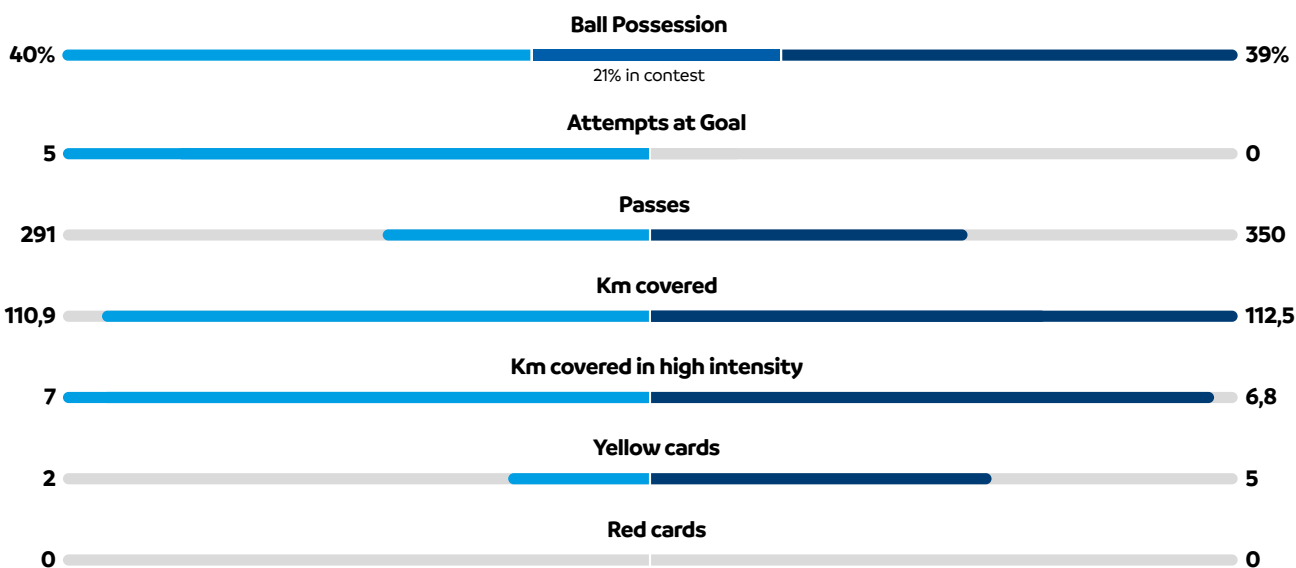 Ball Possession
40% 39%
21% in contest
Attempts at Goal
5 0
Passes
291 350
Km covered
110,9 112,5
Km covered in high intensity
7 6,8
Yellow cards
2 5
Red cards
0 0